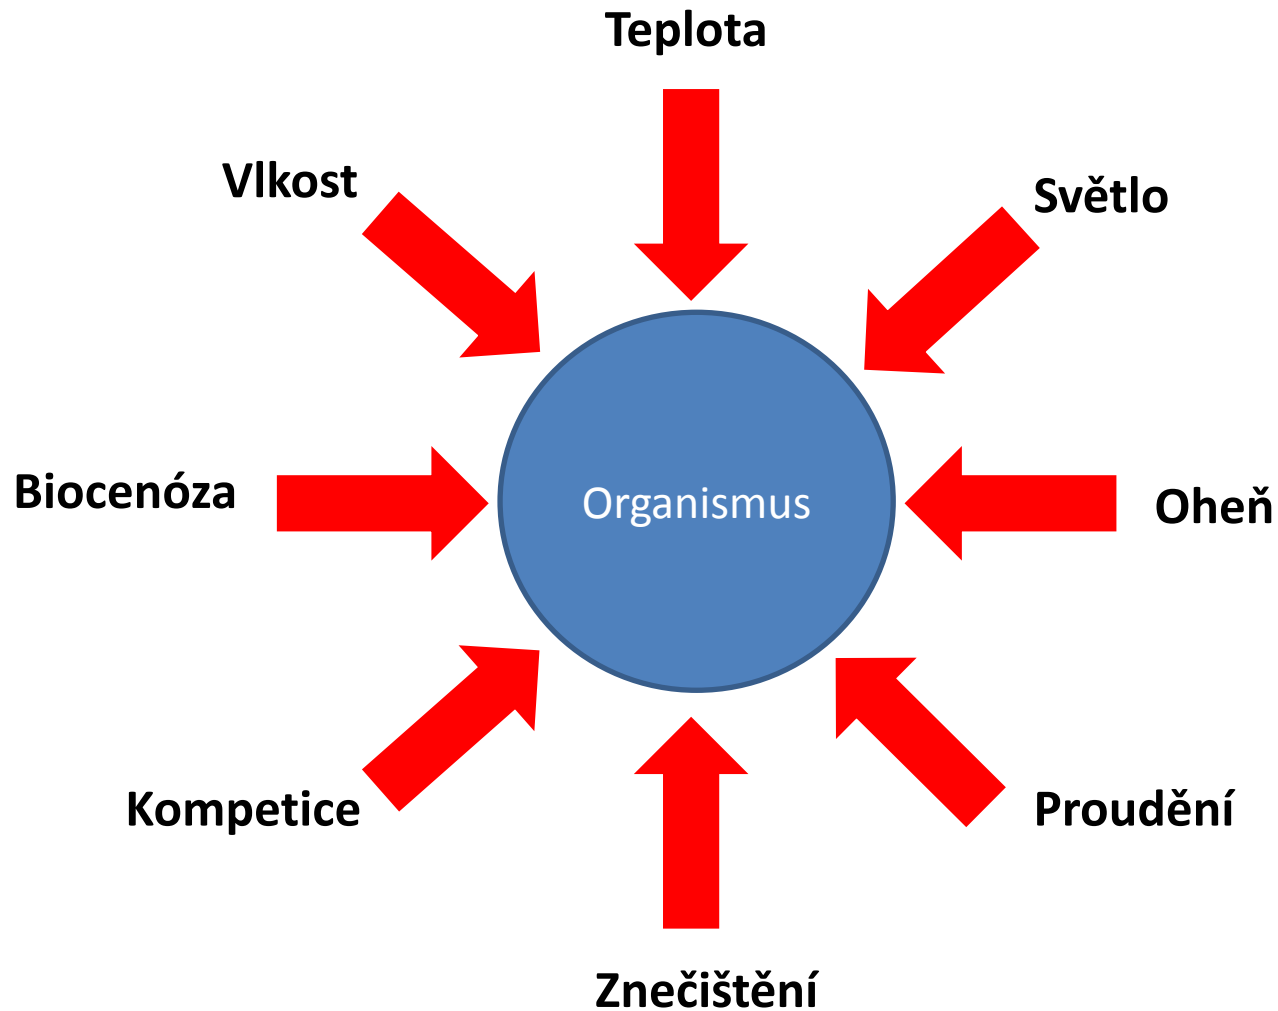 Teplota
Vlkost
Světlo
Biocenóza
Organismus
Oheň
Kompetice
Proudění
Znečištění